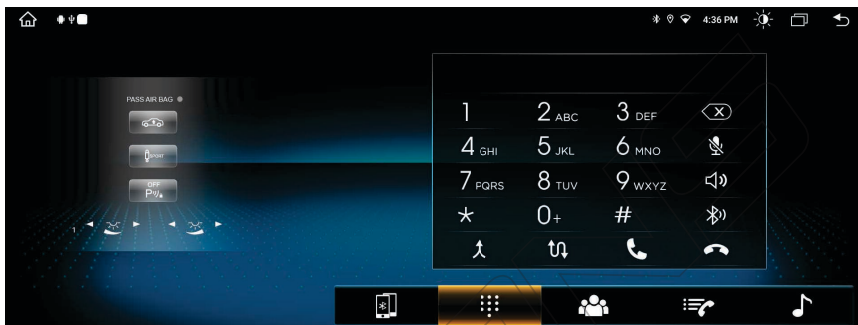 4:36 PM
PASS AIR BAG
SPORT
OFF
P
1
1 2 ABC 3 DEF
4 GHI 5 JKL 6 MNO
7 PQRS 8 TUV 9 WXYZ
* 0+ #